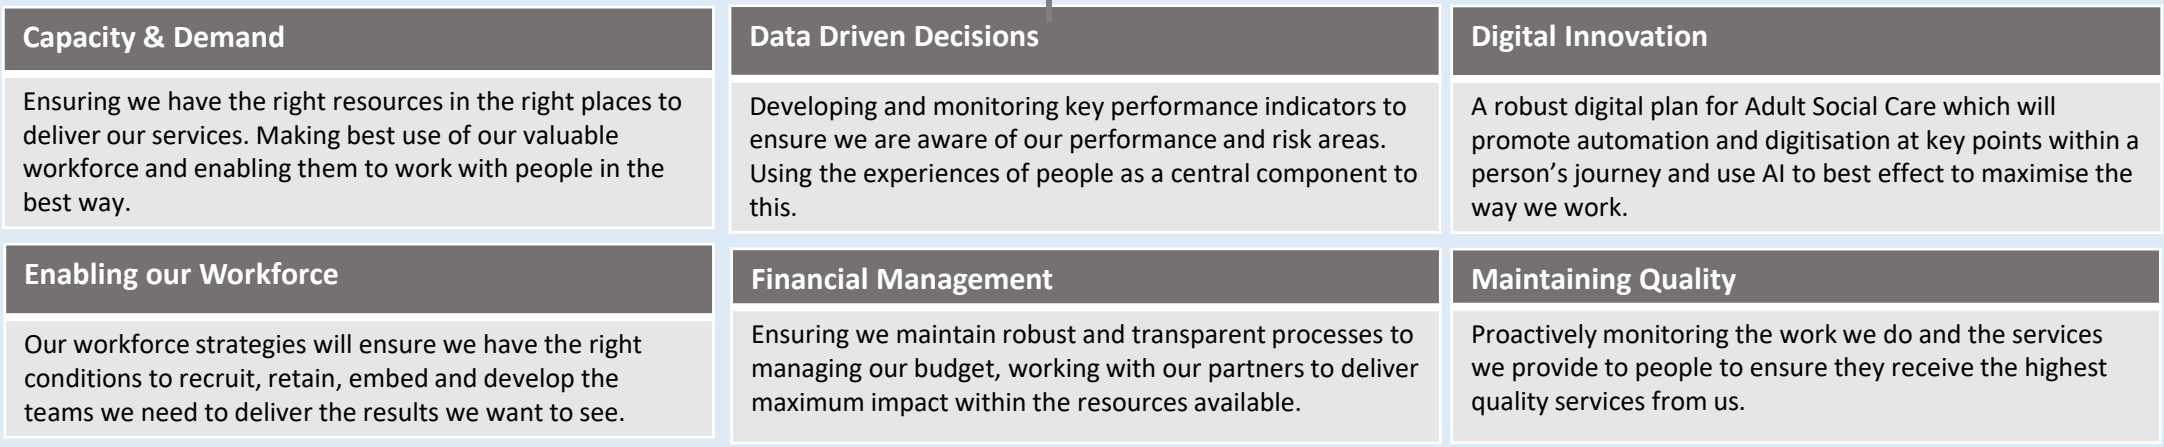 Capacity & Demand
Ensuring we have the right resources in the right places to
deliver our services. Making best use of our valuable
workforce and enabling them to work with people in the
best way.
Data Driven Decisions
Developing and monitoring key performance indicators to
ensure we are aware of our performance and risk areas.
Using the experiences of people as a central component to
this.
Digital Innovation
A robust digital plan for Adult Social Care which will
promote automation and digitisation at key points within a
person’s journey and use AI to best effect to maximise the
way we work.
Enabling our Workforce
Our workforce strategies will ensure we have the right
conditions to recruit, retain, embed and develop the
teams we need to deliver the results we want to see.
Financial Management
Ensuring we maintain robust and transparent processes to
managing our budget, working with our partners to deliver
maximum impact within the resources available.
Maintaining Quality
Proactively monitoring the work we do and the services
we provide to people to ensure they receive the highest
quality services from us.